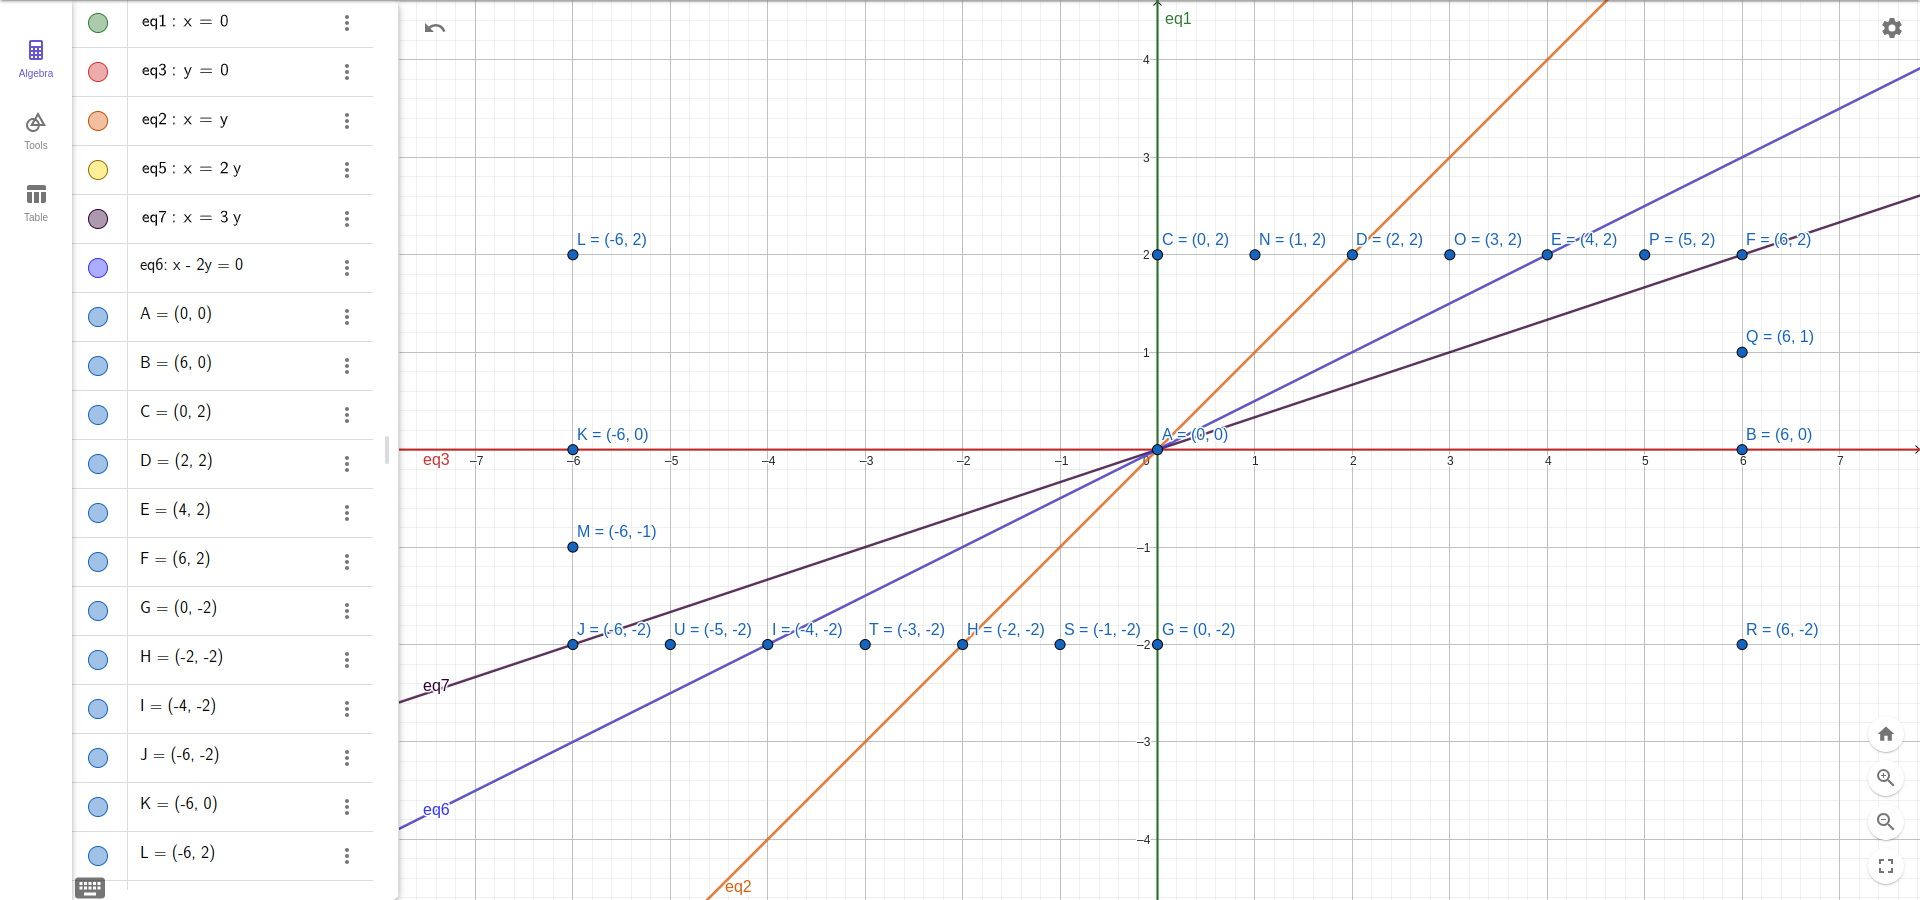 Algebra
Tools
Table
eq1 : x = 0
eq3 : y = 0
eq2 : x = y
eq5 : x = 2 y
eq7 : x = 3 y
eq6: x - 2y = 0
A = (0, 0)
B = (6, 0)
C = (0, 2)
D = (2, 2)
E = (4, 2)
F = (6, 2)
G = (0, -2)
H = (-2, -2)
I = (-4, -2)
J = (-6, -2)
K = (-6, 0)
L = (-6, 2)
eq1
4
3
L = (-6, 2) C = (0, 2) N = (1, 2) D = (2, 2) O = (3, 2) E = (4, 2) P = (5, 2) F = (6, 2)
2
Q = (6, 1)
1
K = (-6, 0) A = (0, 0) B = (6, 0)
eq3 –7 –6 –5 –4 –3 –2 –1 0 1 2 3 4 5 6 7
M = (-6, -1)
–1
J = (-6, -2) U = (-5, -2) I = (-4, -2) T = (-3, -2) H = (-2, -2) S = (-1, -2) G = (0, -2) R = (6, -2)
–2
eq7
–3
eq6
–4
eq2